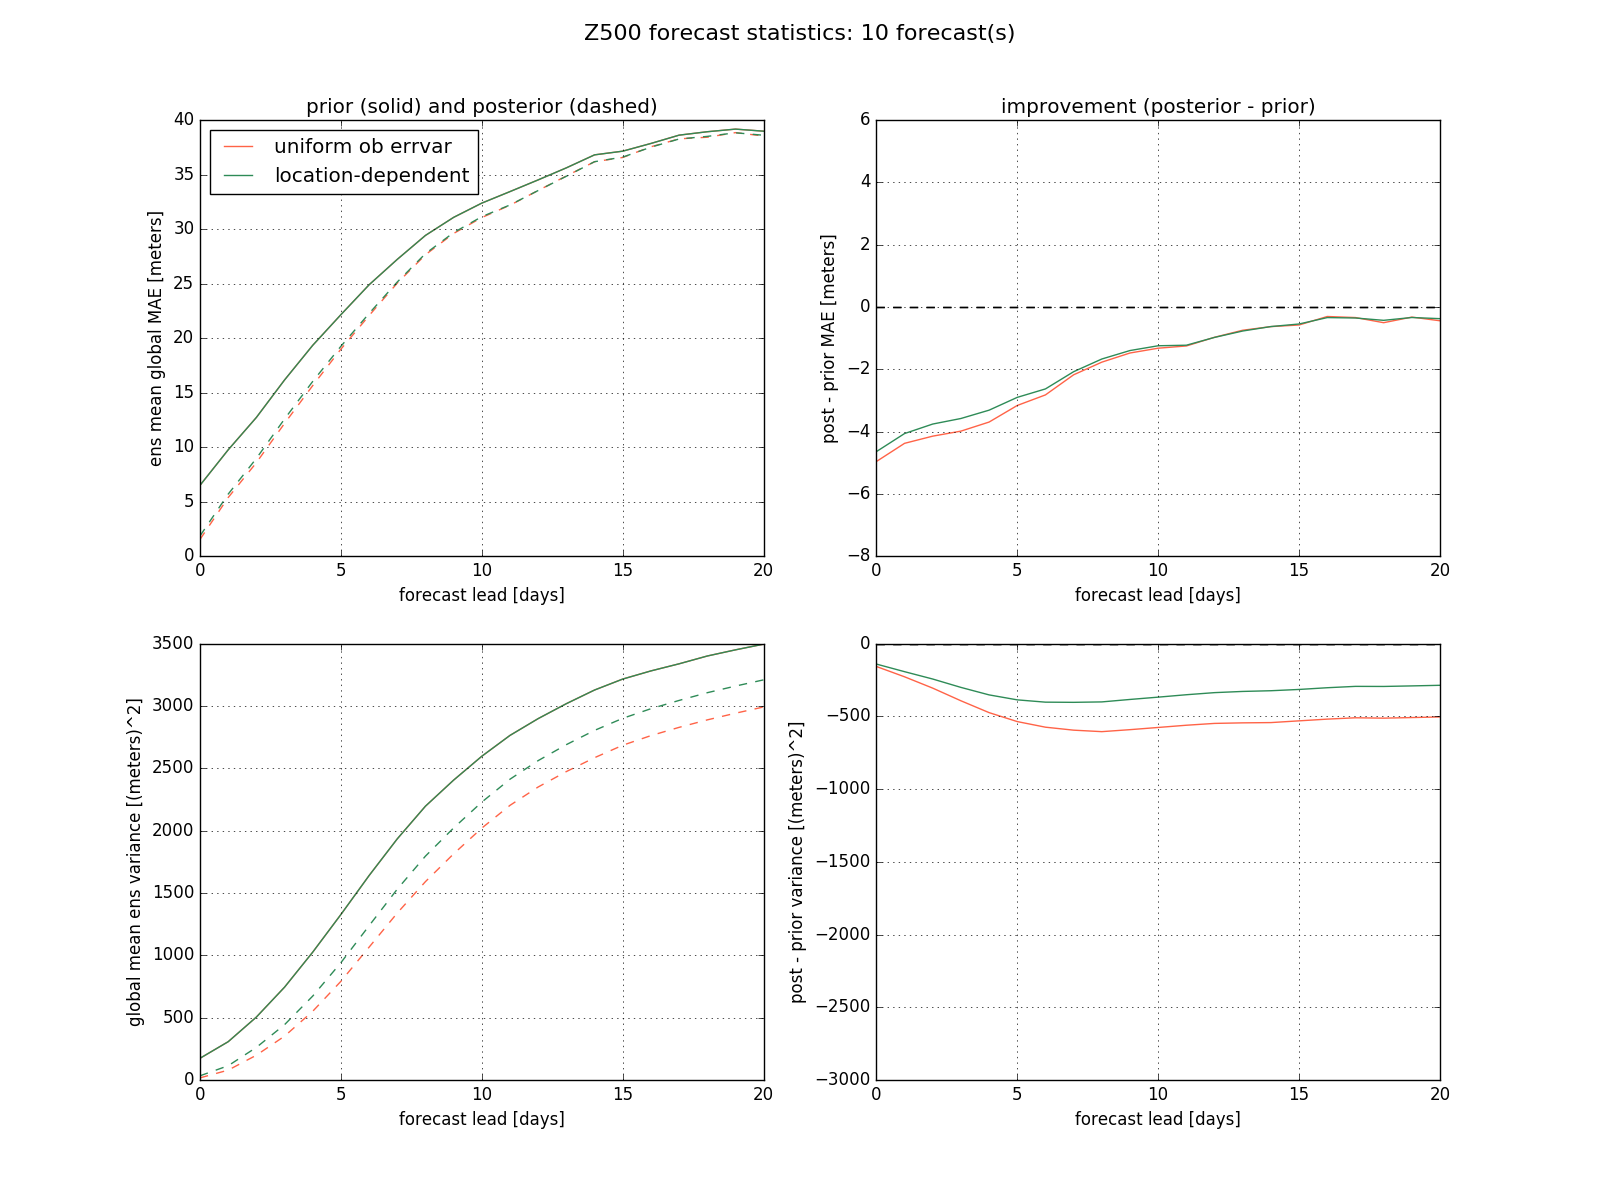 Z500 forecast statistics: 10 forecast(s)
prior (solid) and posterior (dashed)
40
35
30
25
20
15
10
5
0
ens mean global MAE [meters]
uniform ob errvar
location-dependent
0 5 10 15 20
forecast lead [days]
improvement (posterior - prior)
6
4
2
0
−2
−4
−6
−8
post - prior MAE [meters]
0 5 10 15 20
forecast lead [days]
3500
3000
2500
2000
1500
1000
500
0
global mean ens variance [(meters)^2]
0 5 10 15 20
forecast lead [days]
0
−500
−1000
−1500
−2000
−2500
−3000
post - prior variance [(meters)^2]
0 5 10 15 20
forecast lead [days]